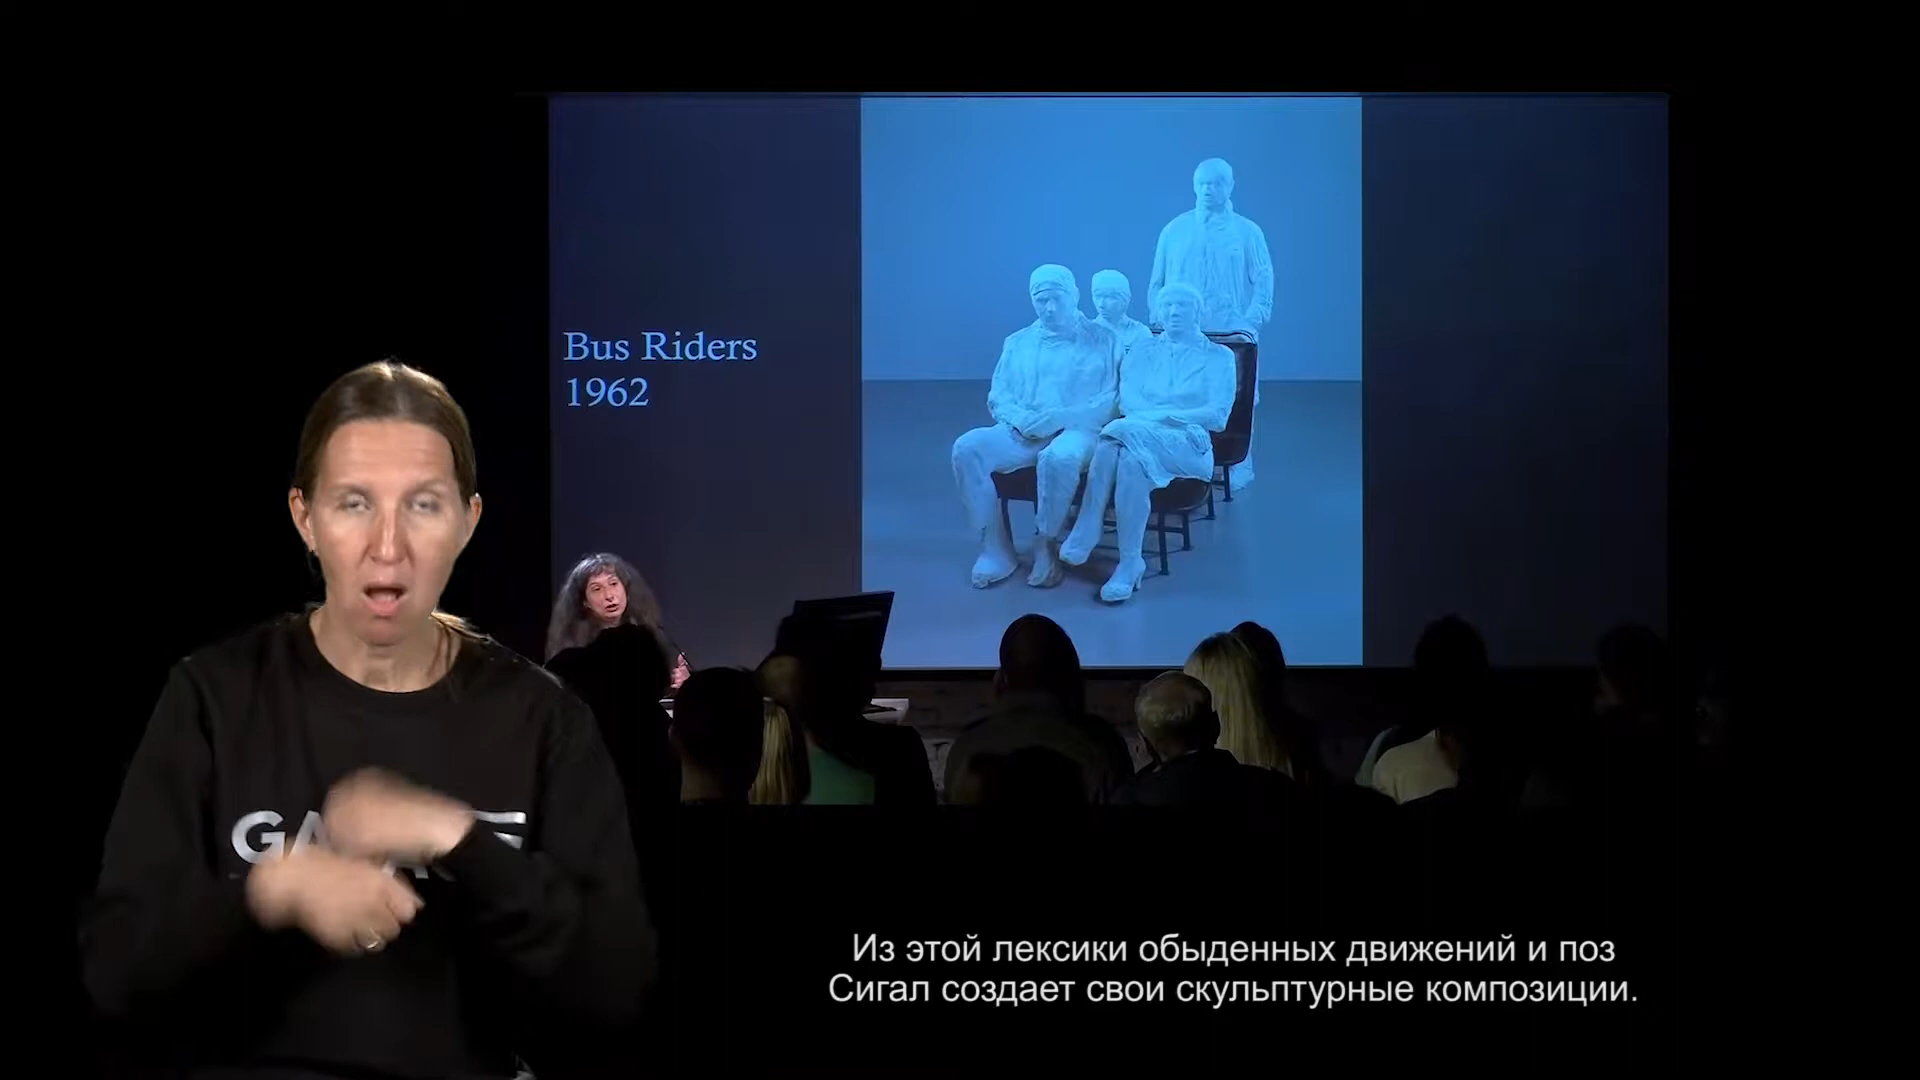 Bus Riders
1962
Из этой лексики обыденных движений и поз
Сигал создает свои скульптурные композиции.